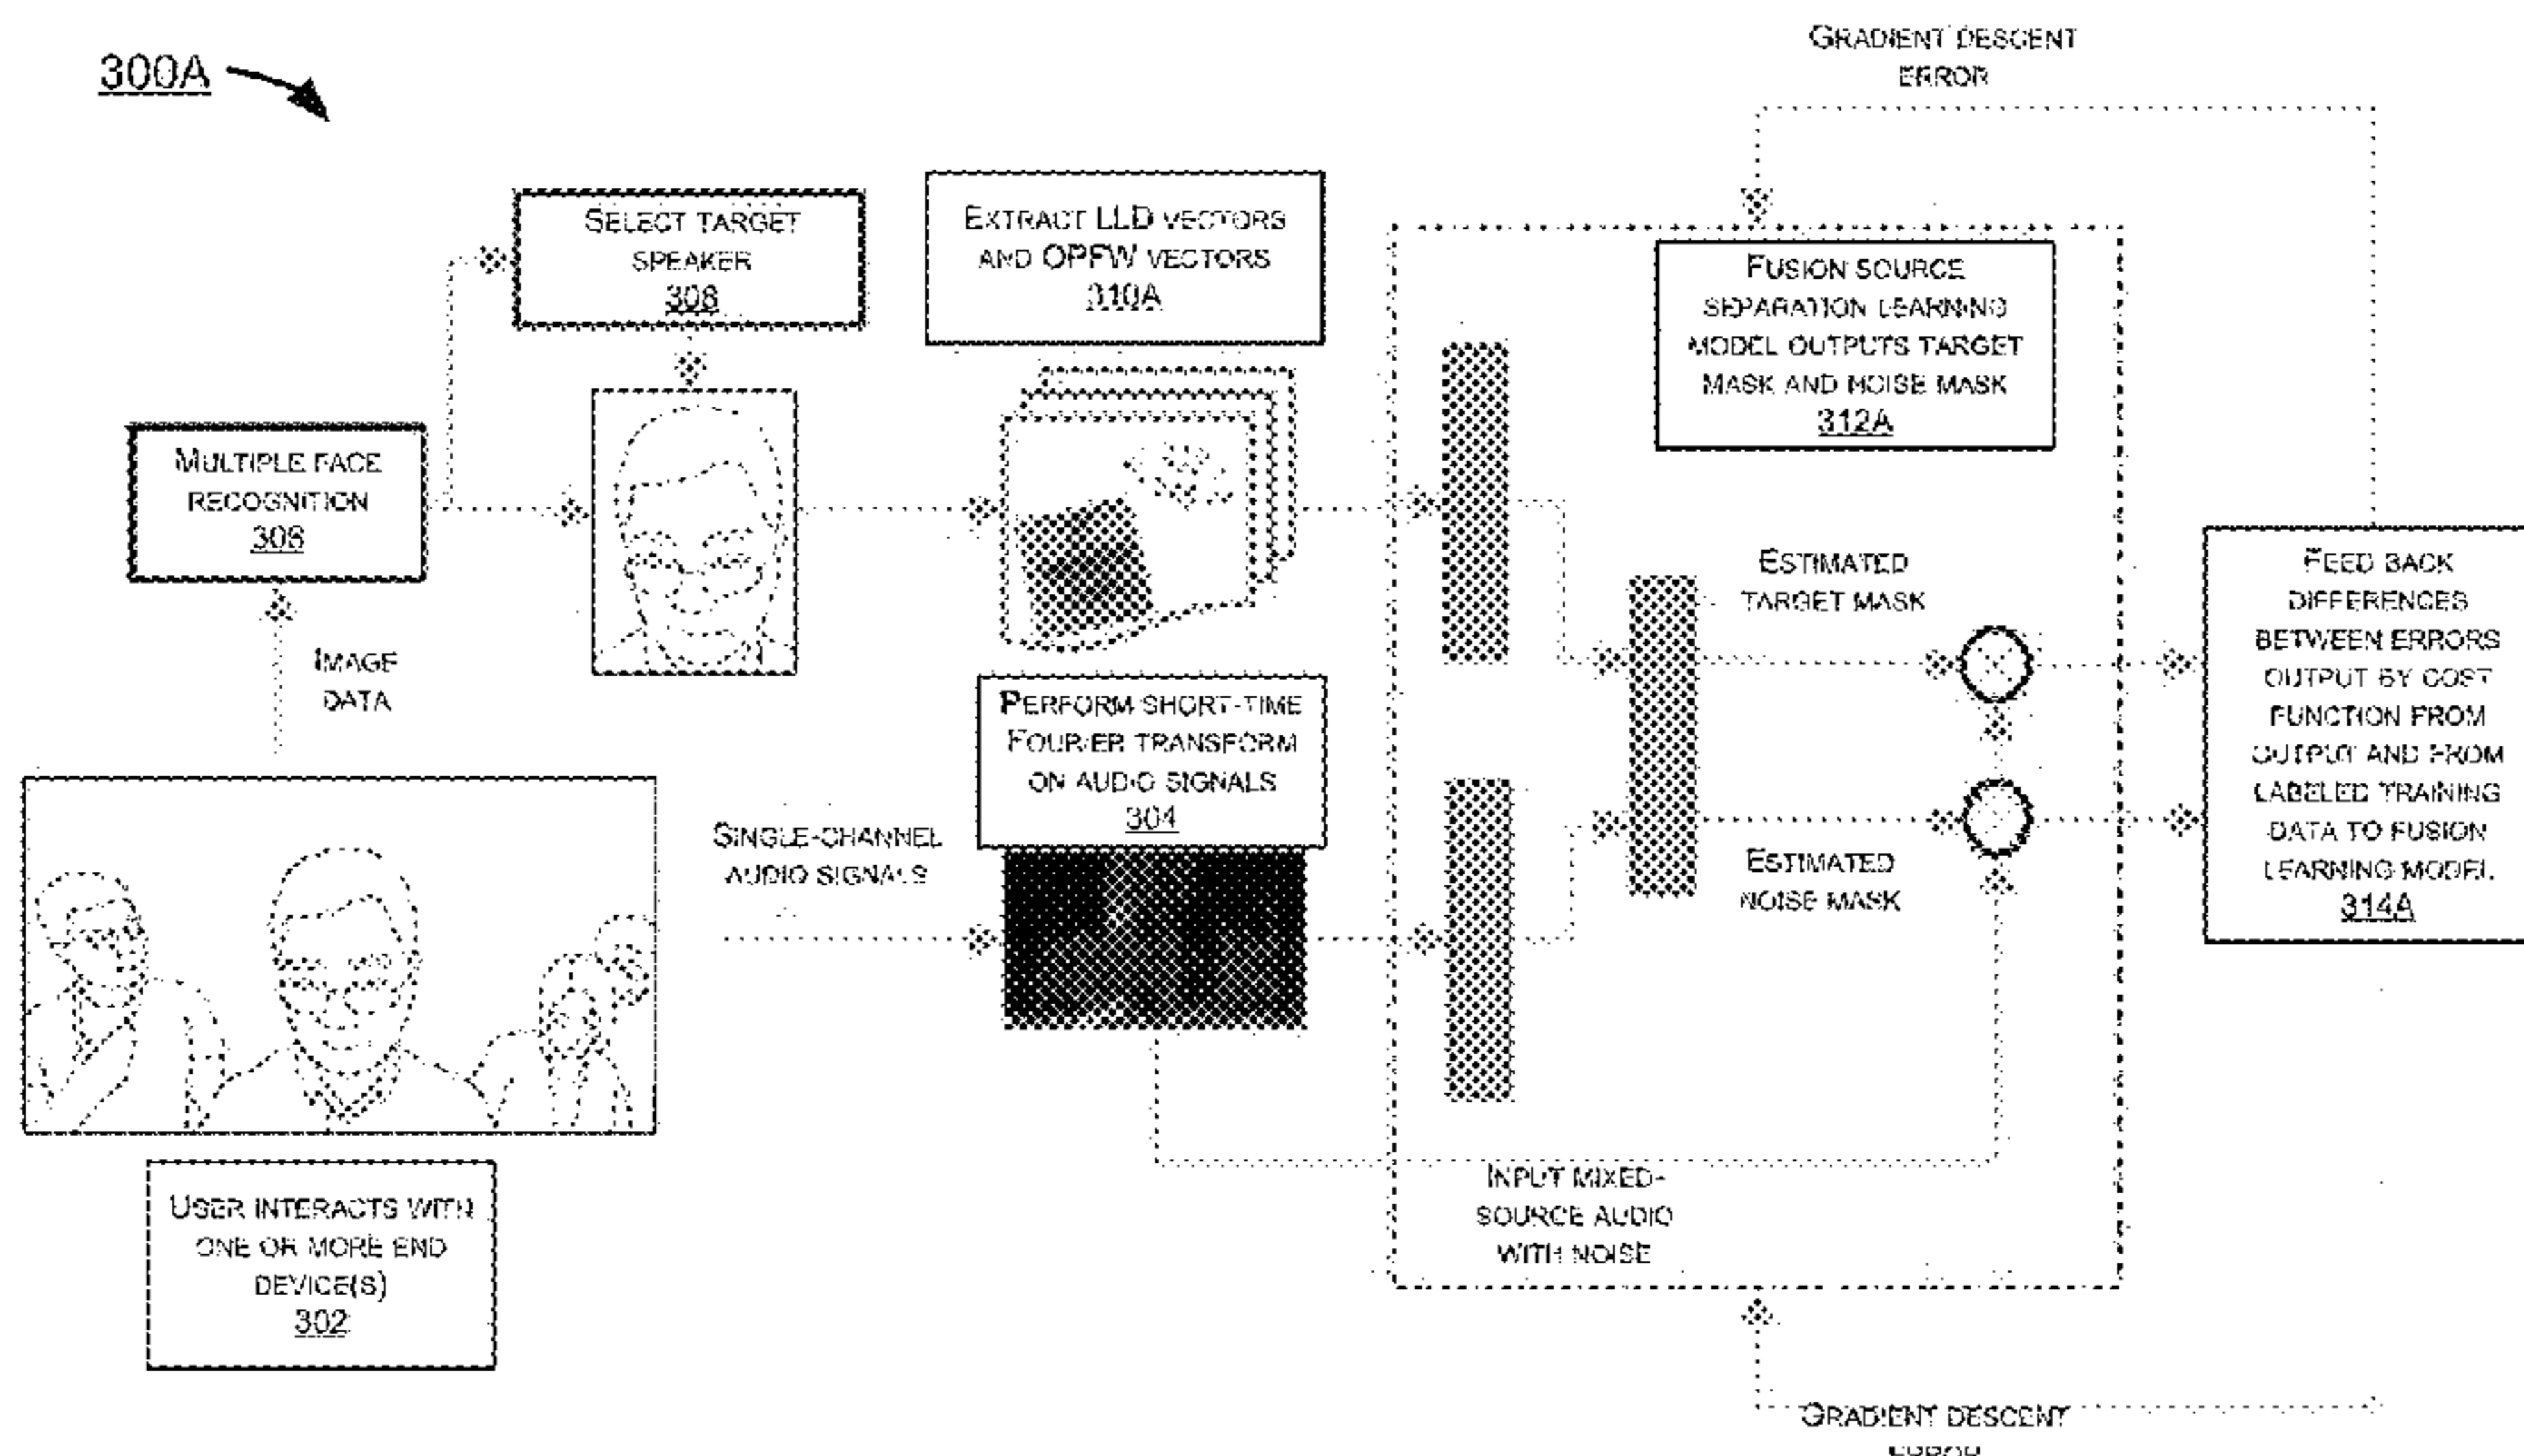 300A
GRADIENT DESCENT
ERROR
SELECT TARGET
SPEAKER
308
EXTRACT LLD VECTORS
AND OPFW VECTORS
310A
FUSION SOURCE
SEPARATION LEARNING
MODEL OUTPUTS TARGET
MASK AND NOISE MASK
312A
MULTIPLE FACE
RECOGNITION
306
IMAGE
DATA
ESTIMATED
TARGET MASK
FEED BACK
DIFFERENCES
BETWEEN ERRORS
OUTPUT BY COST
FUNCTION FROM
OUTPUT AND FROM
LABELED TRAINING
DATA TO FUSION
LEARNING MODEL
314A
PERFORM SHORT-TIME
FOURIER TRANSFORM
ON AUDIO SIGNALS
304
SINGLE-CHANNEL
AUDIO SIGNALS
ESTIMATED
NOISE MASK
INPUT MIXED-
SOURCE AUDIO
WITH NOISE
USER INTERACTS WITH
ONE OR MORE END
DEVICE(S)
302
GRADIENT DESCENT
ERROR